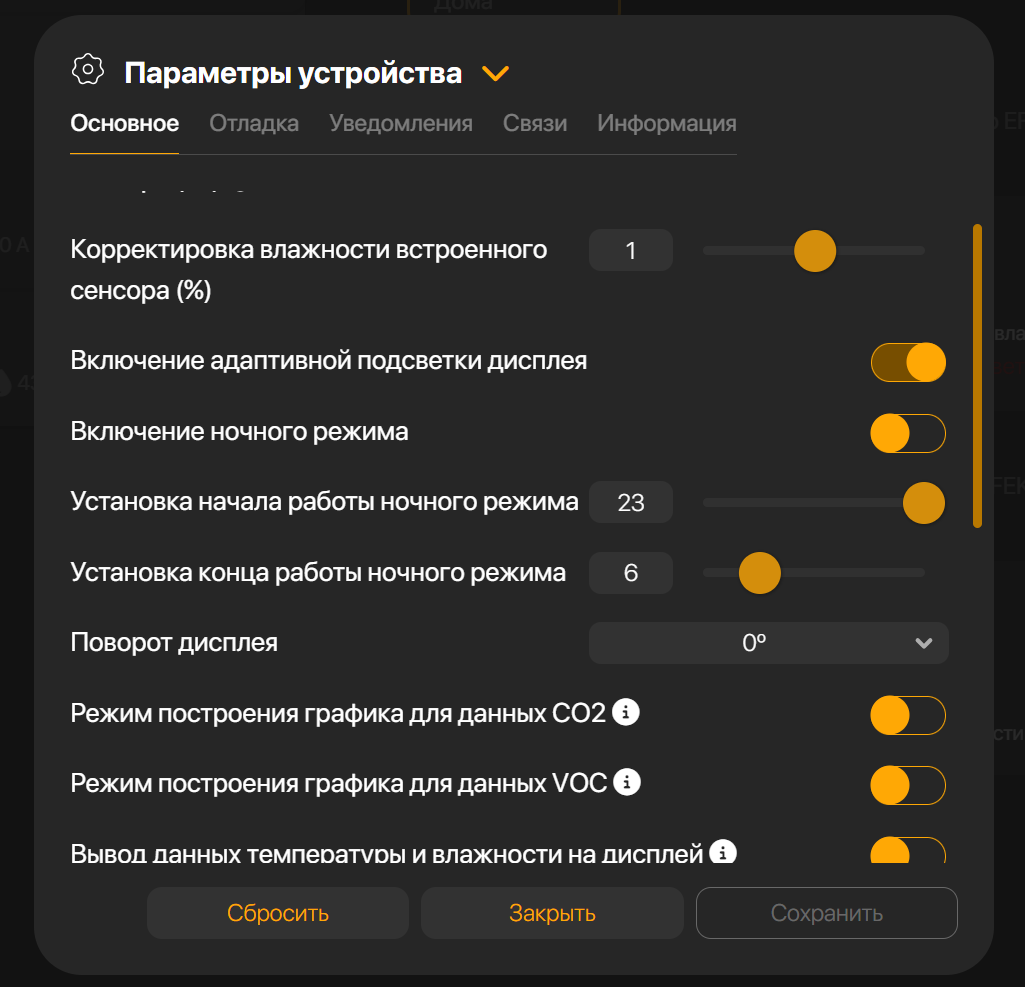 Дома
Параметры устройства
Основное Отладка Уведомления Связи Информация
Корректировка влажности встроенного
сенсора (%)
1
Включение адаптивной подсветки дисплея
Включение ночного режима
Установка начала работы ночного режима 23
Установка конца работы ночного режима 6
Поворот дисплея 0º
Режим построения графика для данных CO2
Режим построения графика для данных VOC
Вывод данных температуры и влажности на дисплей
Сбросить Закрыть Сохранить